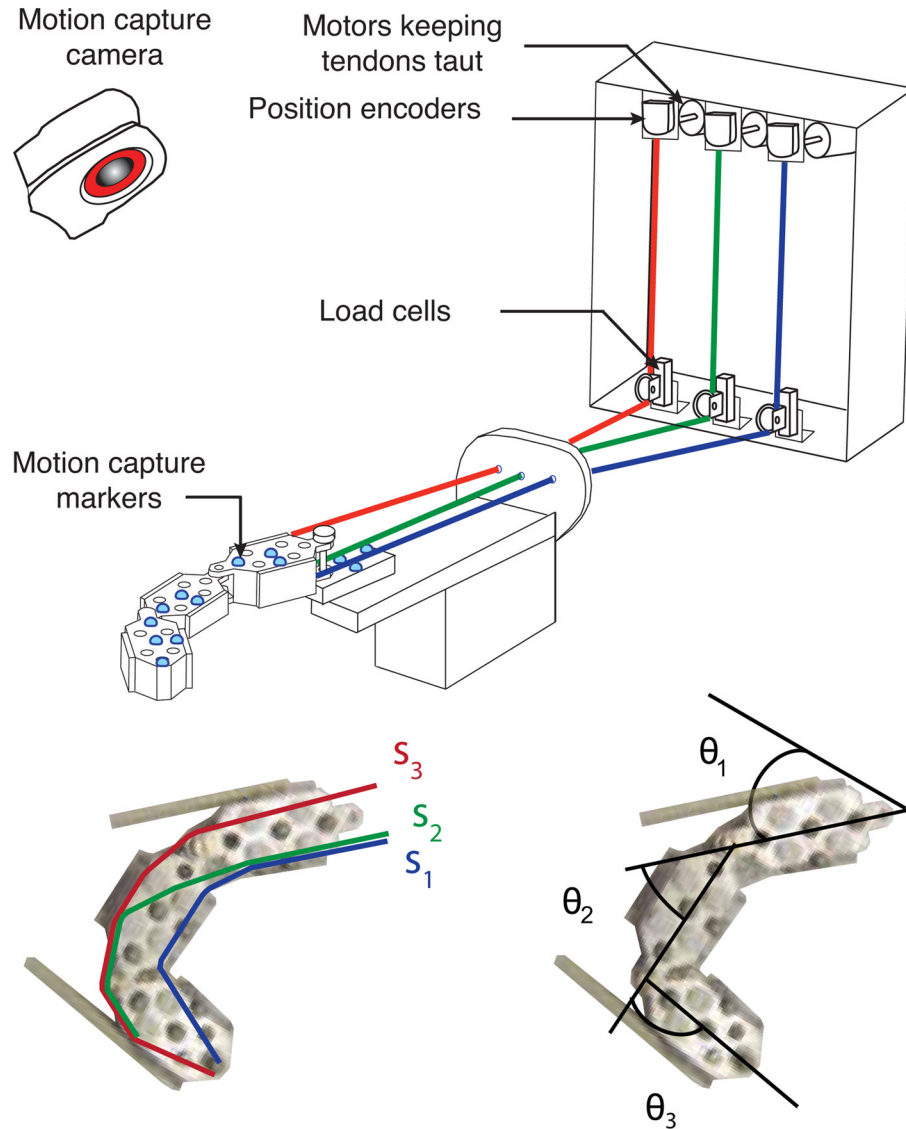 Motion capture
camera
Motors keeping
tendons taut
Position encoders
Load cells
Motion capture
markers
S3
S2
S1
θ1
θ2
θ3